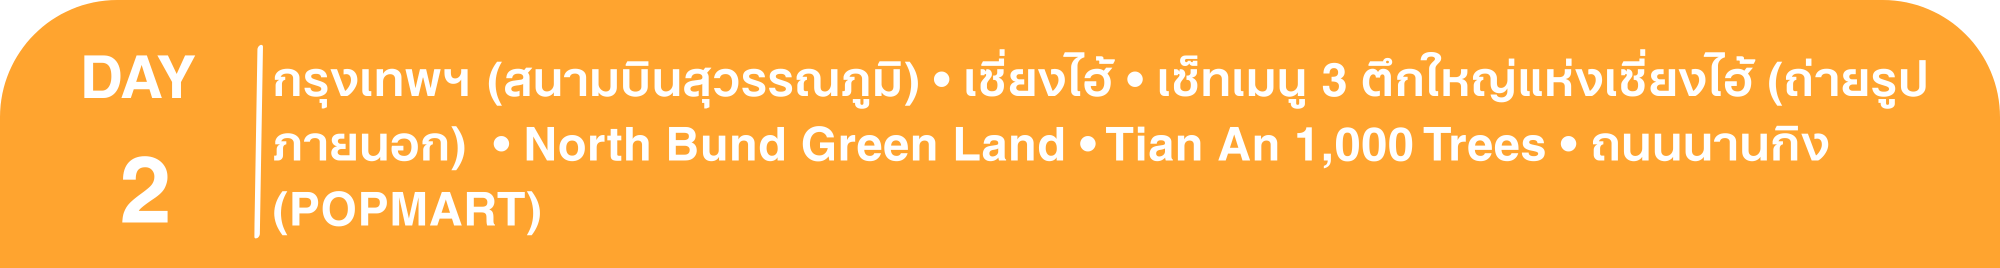 DAY
2
กรุงเทพฯ (สนามบินสุวรรณภูมิ) • เซี่ยงไฮ้ • เซ็ทเมนู 3 ตึกใหญ่แห่งเซี่ยงไฮ้ (ถ่ายรูป
ภายนอก) • North Bund Green Land • Tian An 1,000 Trees • ถนนนานกิง
(POPMART)